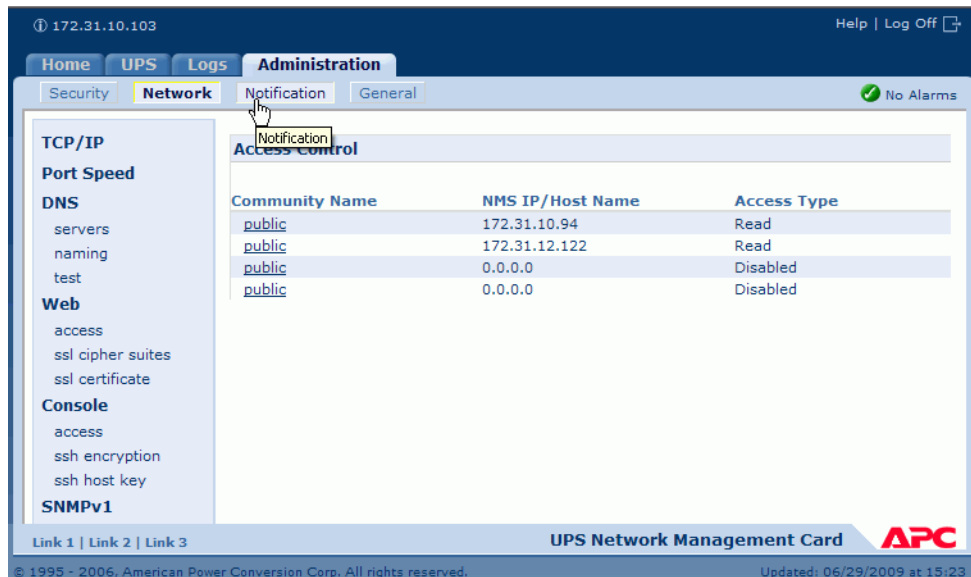 172.31.10.103
Help | Log Off
Home UPS Logs Administration
Security Network Notification General
No Alarms
Notification
TCP/IP
Port Speed
DNS
servers
naming
test
Web
access
ssl cipher suites
ssl certificate
Console
access
ssh encryption
ssh host key
SNMPv1
Access Control
Community Name NMS IP/Host Name Access Type
public 172.31.10.94 Read
public 172.31.12.122 Read
public 0.0.0.0 Disabled
public 0.0.0.0 Disabled
Link 1 | Link 2 | Link 3
UPS Network Management Card
APC
© 1995 - 2006, American Power Conversion Corp. All rights reserved.
Updated: 06/29/2009 at 15:23